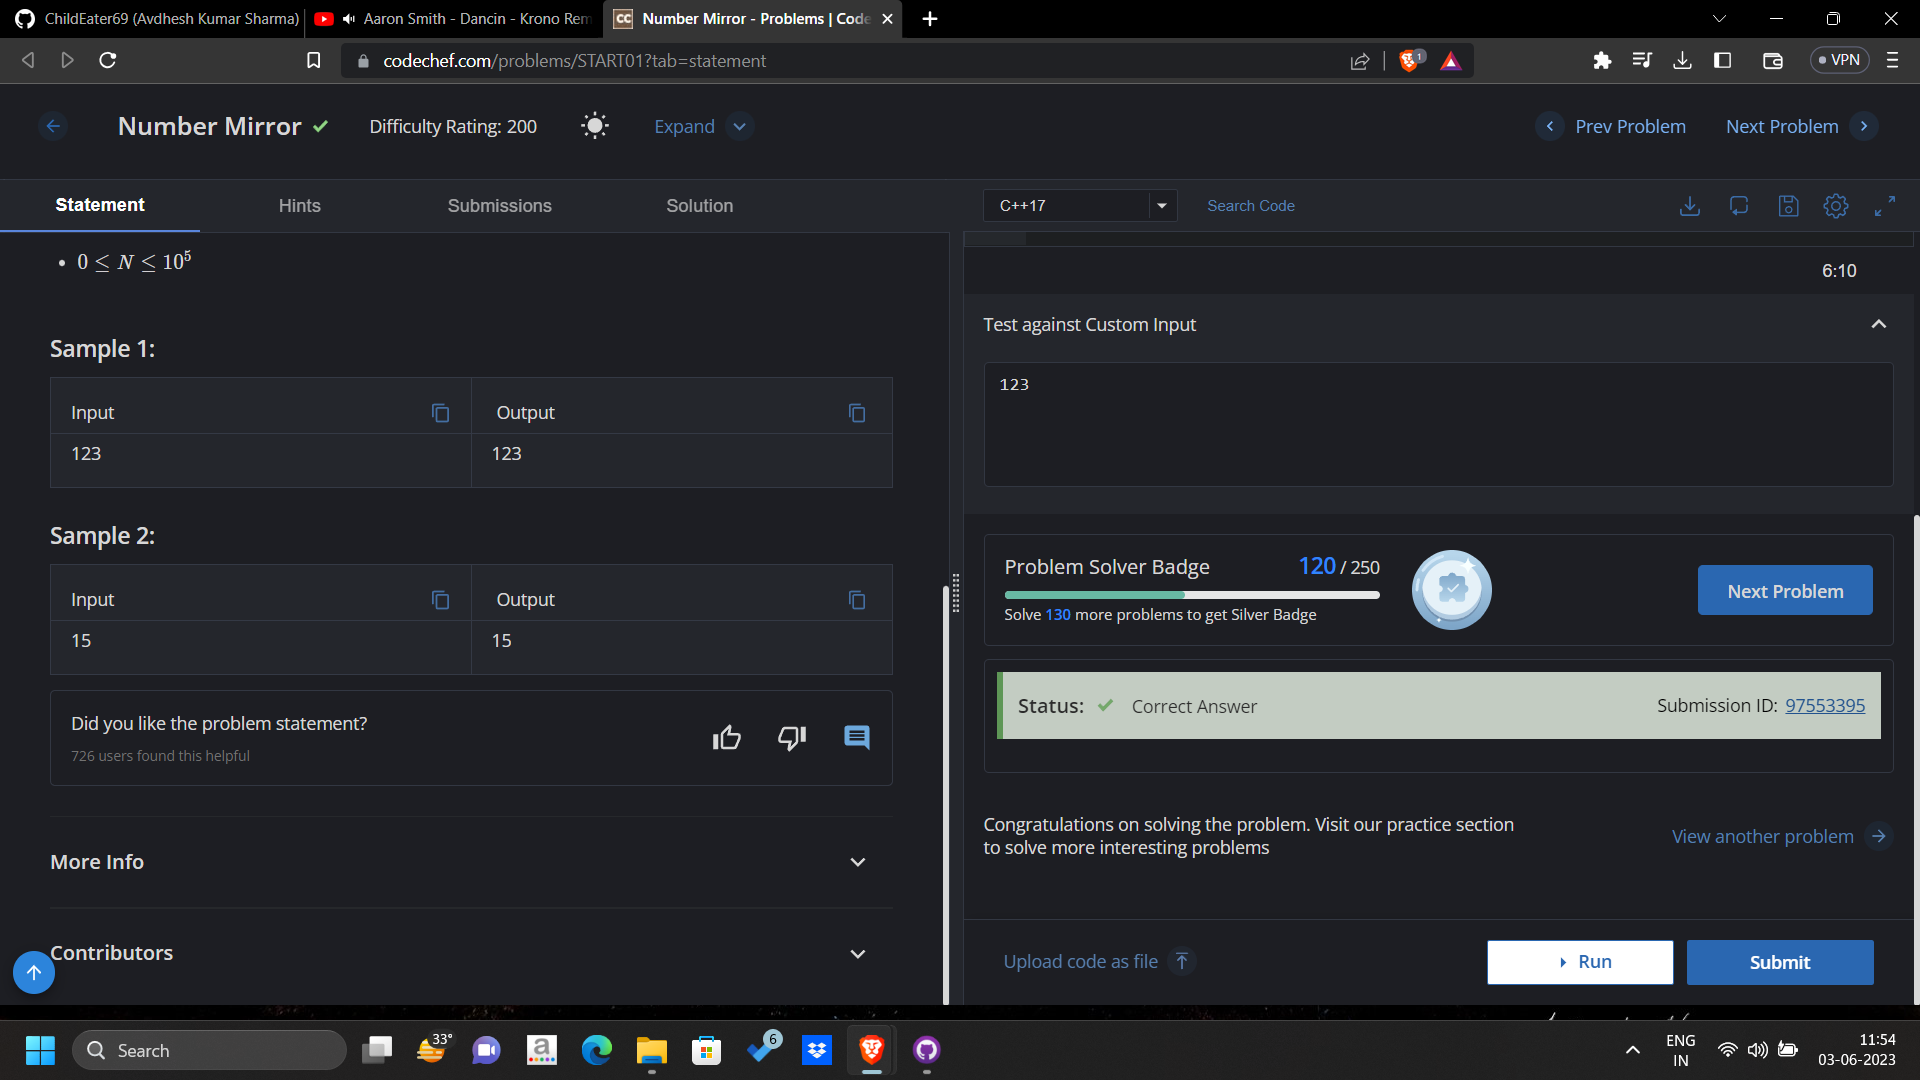 ChildEater69 (Avdhesh Kumar Sharma)
Aaron Smith - Dancin - Krono Rem
Number Mirror - Problems | Code
codechef.com/problems/START01?tab=statement
1
VPN
Number Mirror
Difficulty Rating: 200
Expand
Prev Problem
Next Problem
Statement
Hints
Submissions
Solution
• 0 ≤ N ≤ 10⁵
Sample 1:
Input
Output
123
123
Sample 2:
Input
Output
15
15
Did you like the problem statement?
726 users found this helpful
More Info
Contributors
C++17
Search Code
6:10
Test against Custom Input
123
Problem Solver Badge
120 / 250
Solve 130 more problems to get Silver Badge
Next Problem
Status:
Correct Answer
Submission ID: 97553395
Congratulations on solving the problem. Visit our practice section
to solve more interesting problems
View another problem
Upload code as file
Run
Submit
Search
33°
a
6
ENG
IN
11:54
03-06-2023